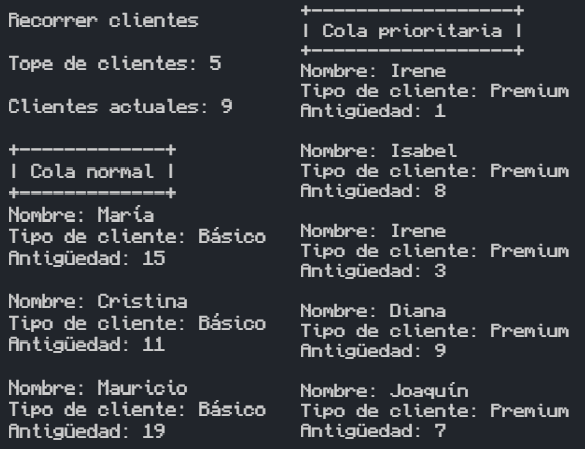 Recorrer clientes
Tope de clientes: 5
Clientes actuales: 9
+-------------+
| Cola normal |
+-------------+
Nombre: María
Tipo de cliente: Básico
Antigüedad: 15
Nombre: Cristina
Tipo de cliente: Básico
Antigüedad: 11
Nombre: Mauricio
Tipo de cliente: Básico
Antigüedad: 19
+------------------+
| Cola prioritaria |
+------------------+
Nombre: Irene
Tipo de cliente: Premium
Antigüedad: 1
Nombre: Isabel
Tipo de cliente: Premium
Antigüedad: 8
Nombre: Irene
Tipo de cliente: Premium
Antigüedad: 3
Nombre: Diana
Tipo de cliente: Premium
Antigüedad: 9
Nombre: Joaquín
Tipo de cliente: Premium
Antigüedad: 7